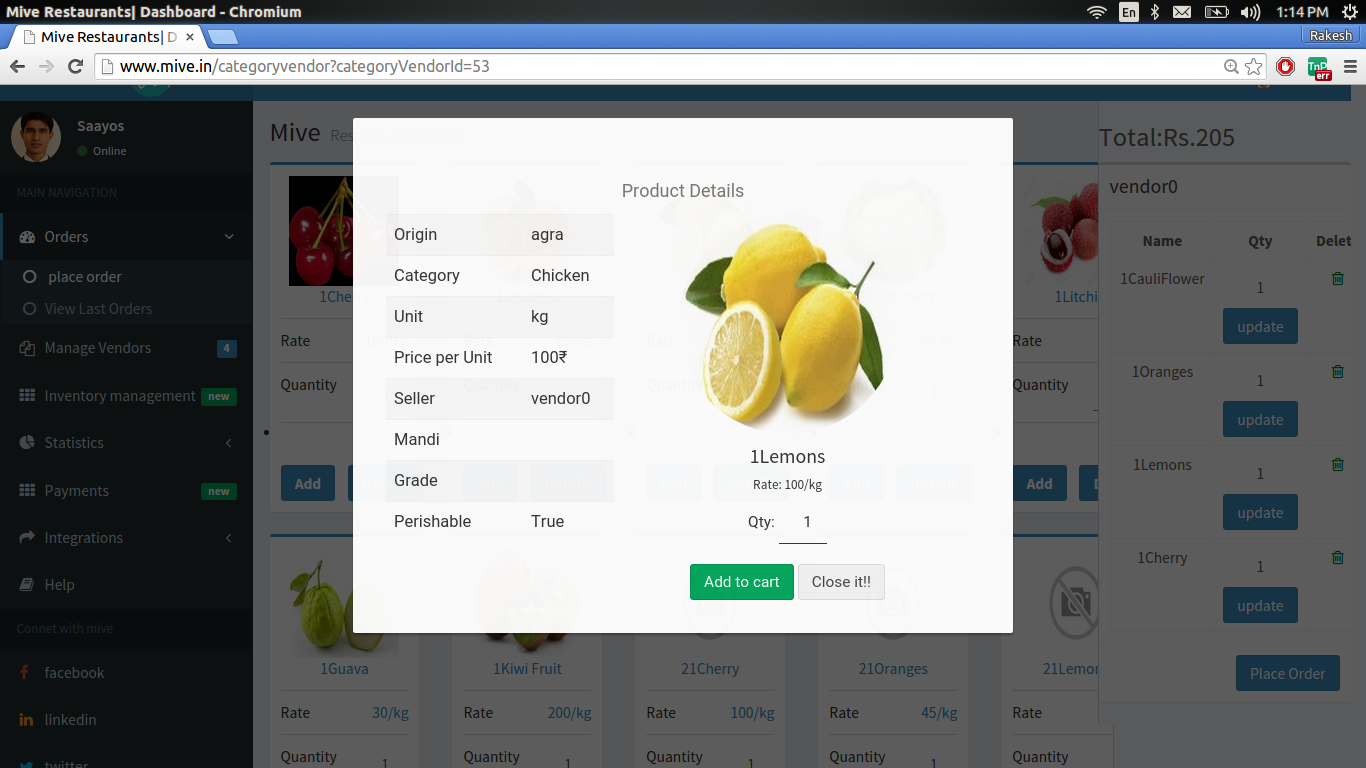 Mive Restaurants| Dashboard - Chromium
En
1:14 PM
Mive Restaurants| D
Rakesh
www.mive.in/categoryvendor?categoryVendorId=53
TnP
err
Saayos
Online
MAIN NAVIGATION
Orders
place order
View Last Orders
Manage Vendors 4
Inventory management new
Statistics
Payments new
Integrations
Help
Connet with mive
facebook
linkedin
twitter
Mive
Product Details
Origin agra
Category Chicken
Unit kg
Price per Unit 100₹
Seller vendor0
Mandi
Grade
Perishable True
1Lemons
Rate: 100/kg
Qty: 1
Add to cart Close it!!
Rate
Quantity
Add
1Litchi
Rate
Quantity
Add
1Guava
Rate 30/kg
Quantity 1
1Kiwi Fruit
Rate 200/kg
Quantity 1
21Cherry
Rate 100/kg
Quantity 1
21Oranges
Rate 45/kg
Quantity 1
Rate
Quantity
Total:Rs.205
vendor0
Name Qty Delet
1CauliFlower 1
update
1Oranges 1
update
1Lemons 1
update
1Cherry 1
update
Place Order